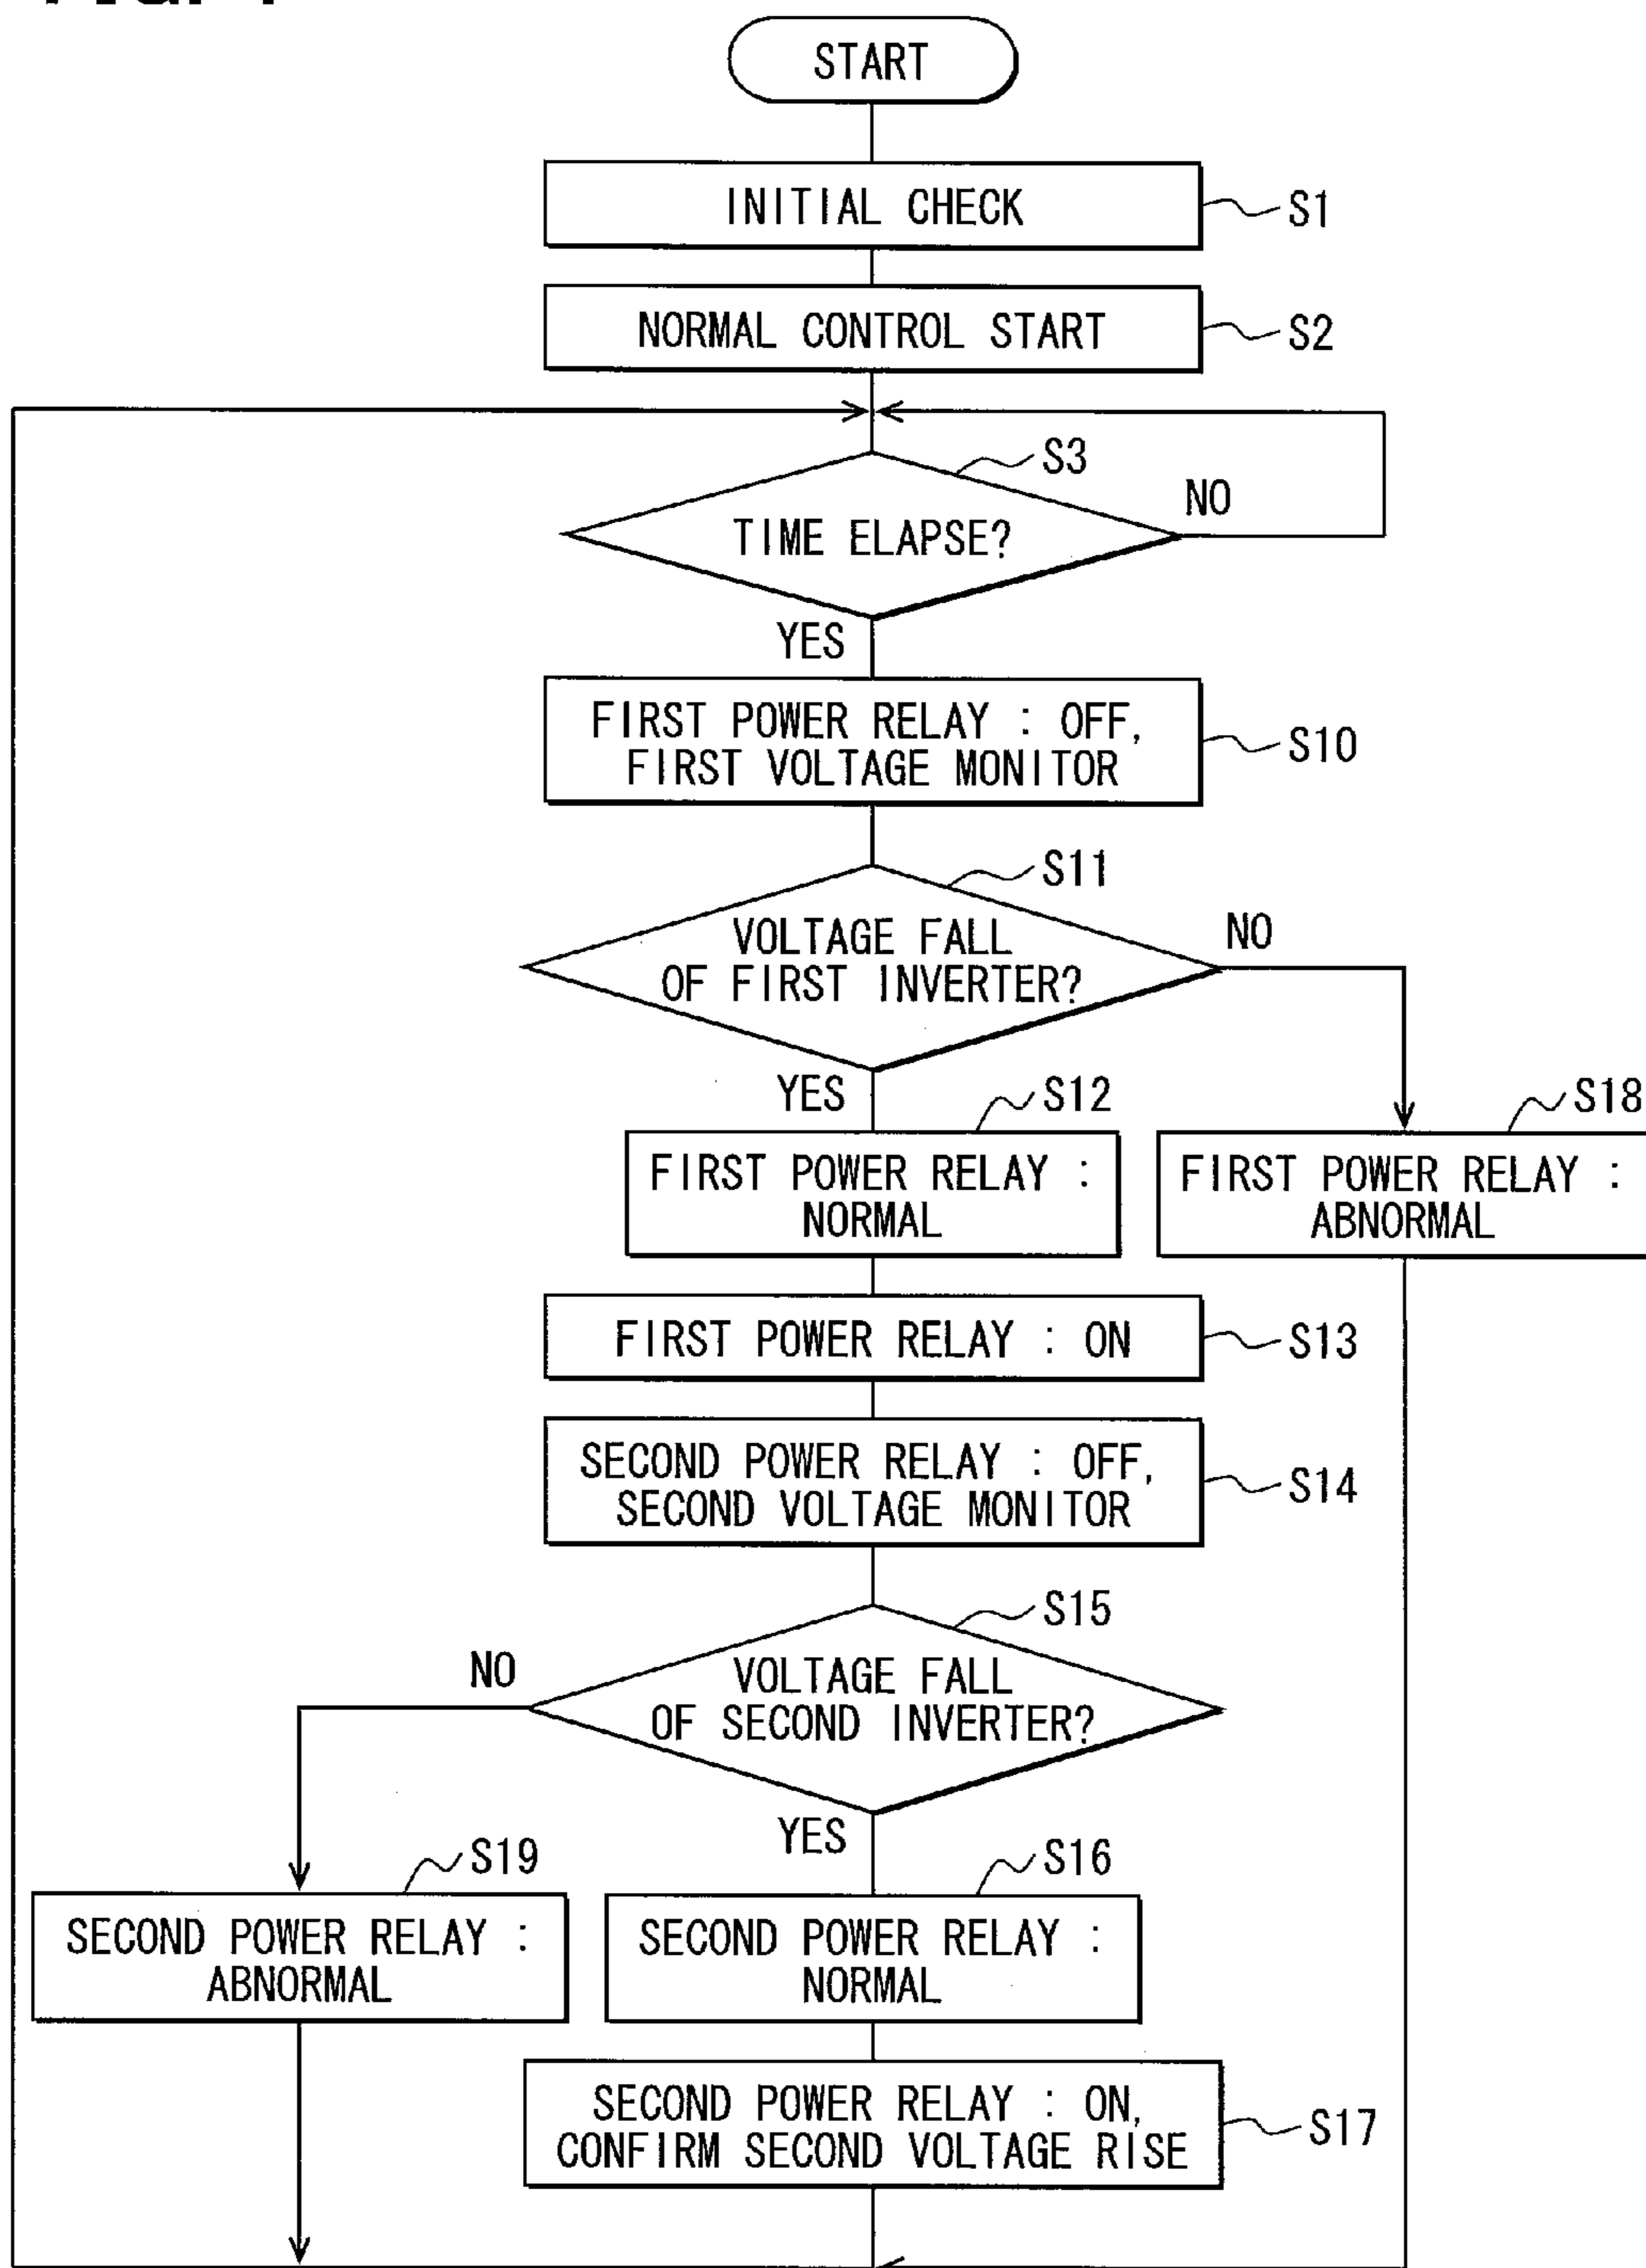 START
INITIAL CHECK
S1
NORMAL CONTROL START
S2
S3
TIME ELAPSE?
NO
YES
FIRST POWER RELAY : OFF,
FIRST VOLTAGE MONITOR
S10
S11
VOLTAGE FALL
OF FIRST INVERTER?
NO
YES
S12
S18
FIRST POWER RELAY :
NORMAL
FIRST POWER RELAY :
ABNORMAL
FIRST POWER RELAY : ON
S13
SECOND POWER RELAY : OFF,
SECOND VOLTAGE MONITOR
S14
S15
NO
VOLTAGE FALL
OF SECOND INVERTER?
YES
S19
S16
SECOND POWER RELAY :
ABNORMAL
SECOND POWER RELAY :
NORMAL
SECOND POWER RELAY : ON,
CONFIRM SECOND VOLTAGE RISE
S17